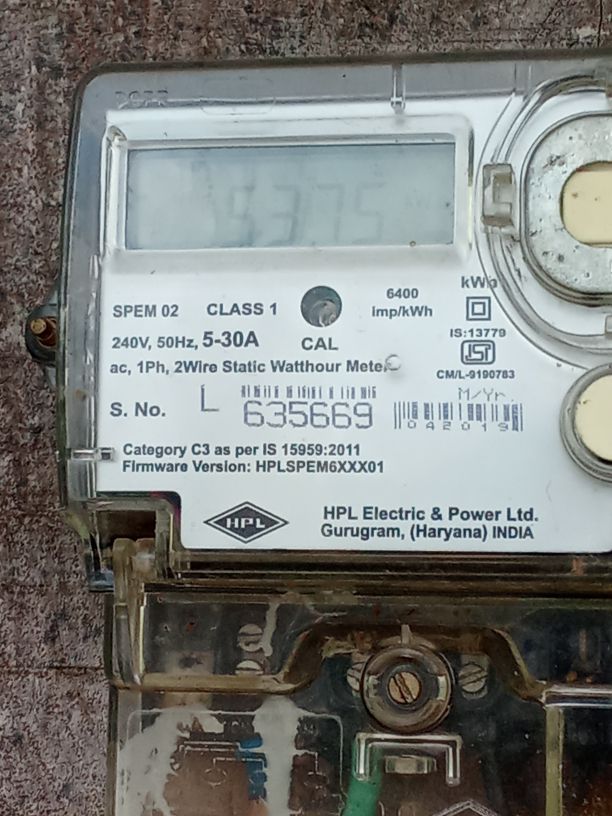 SPEM 02 CLASS 1 6400 imp/kWh kWh
240V, 50Hz, 5-30A CAL IS:13779
ac, 1Ph, 2Wire Static Watthour Meter CM/L-9190783
M/Yr.
S. No. L 635669 042019
Category C3 as per IS 15959:2011
Firmware Version: HPLSPEM6XXX01
HPL HPL Electric & Power Ltd.
Gurugram, (Haryana) INDIA